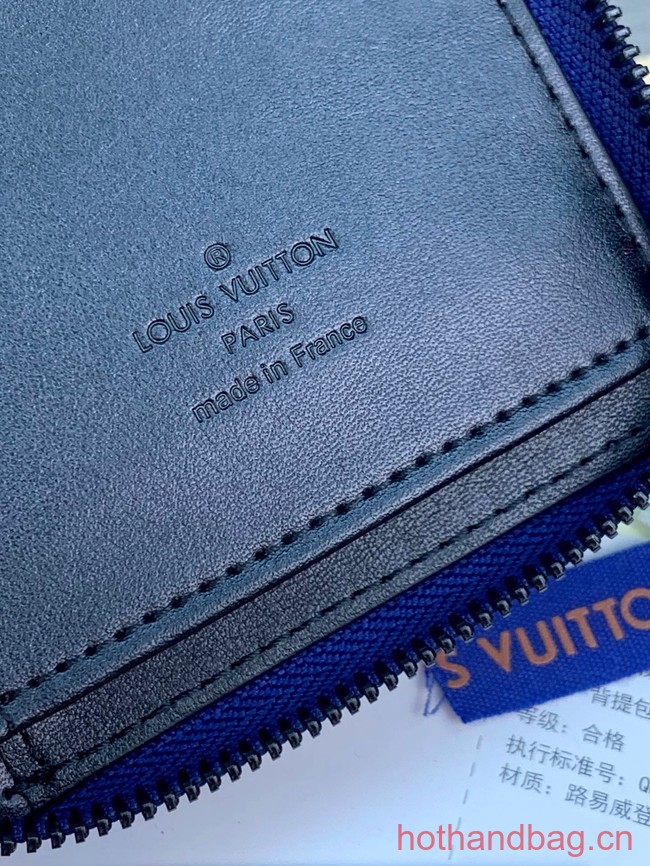 ®
LOUIS VUITTON
PARIS
made in France
S VUITTO
背提包
等级：合格
执行标准号：Q
材质：路易威登
hothandbag.cn